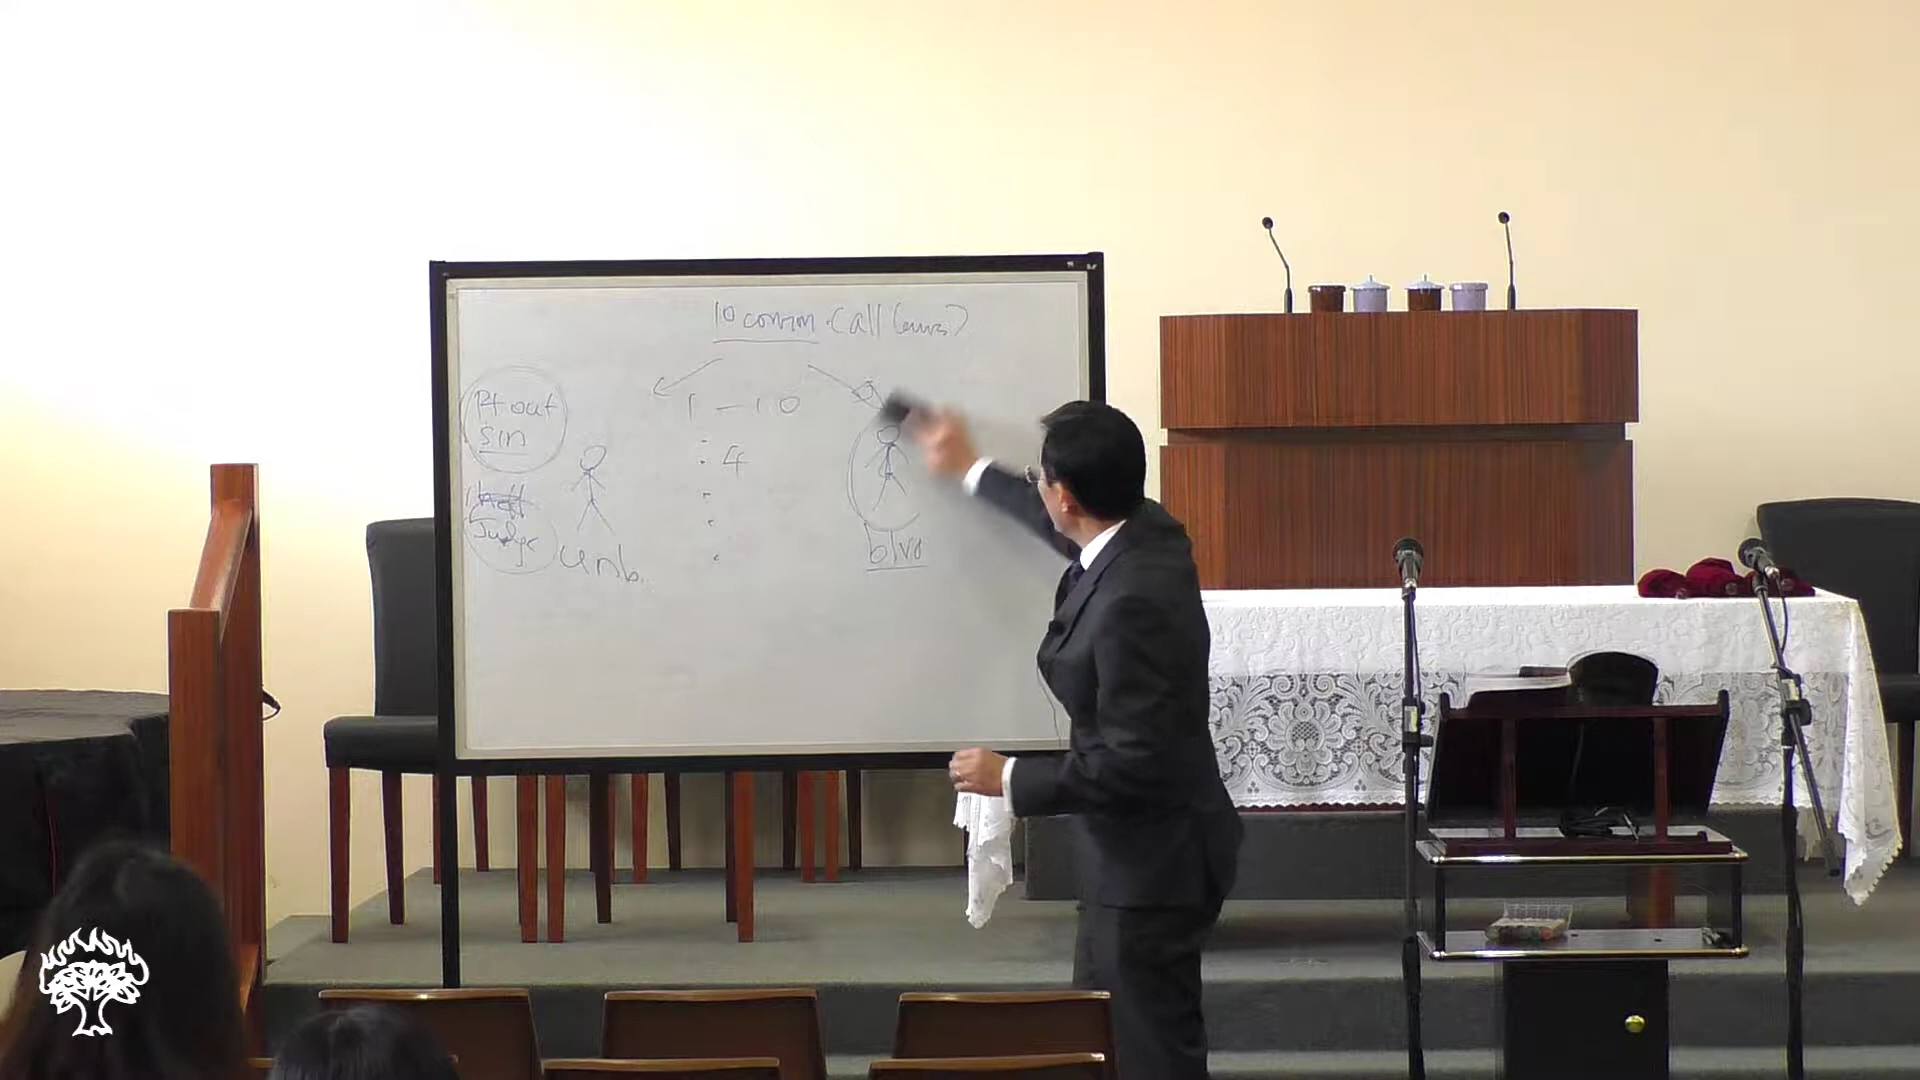 10 comm. (all laws)
1 - 10
Pt out
sin
: 4
Judge
unb.
blvr